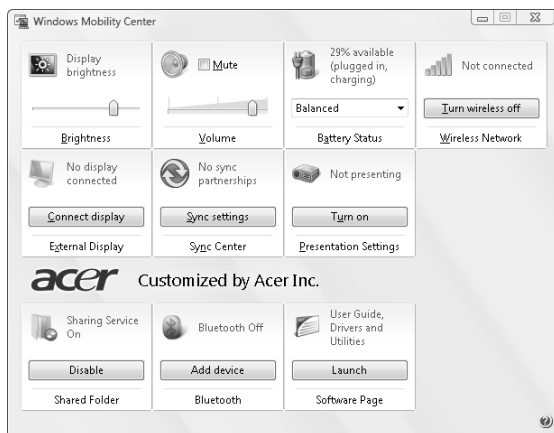 Windows Mobility Center
Display
brightness
Brightness
Mute
Volume
29% available
(plugged in,
charging)
Balanced
Battery Status
Not connected
Turn wireless off
Wireless Network
No display
connected
Connect display
External Display
No sync
partnerships
Sync settings
Sync Center
Not presenting
Turn on
Presentation Settings
acer Customized by Acer Inc.
Sharing Service
On
Disable
Shared Folder
Bluetooth Off
Add device
Bluetooth
User Guide,
Drivers and
Utilities
Launch
Software Page